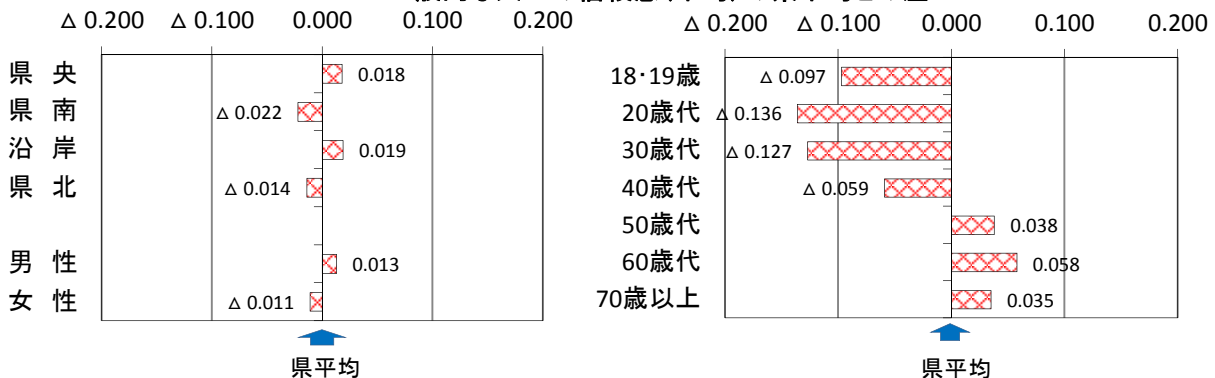 △ 0.200 △ 0.100 0.000 0.100 0.200
県 央 0.018
県 南 △ 0.022
沿 岸 0.019
県 北 △ 0.014
男 性 0.013
女 性 △ 0.011
県平均
△ 0.200 △ 0.100 0.000 0.100 0.200
18･19歳 △ 0.097
20歳代 △ 0.136
30歳代 △ 0.127
40歳代 △ 0.059
50歳代 0.038
60歳代 0.058
70歳以上 0.035
県平均